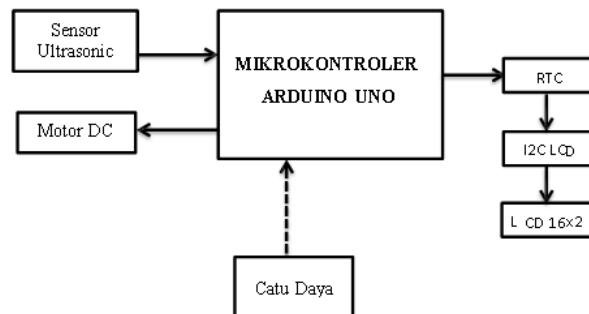 Sensor
Ultrasonic
MIKROKONTROLER
ARDUINO UNO
RTC
Motor DC
I2C LCD
L CD 16x2
Catu Daya